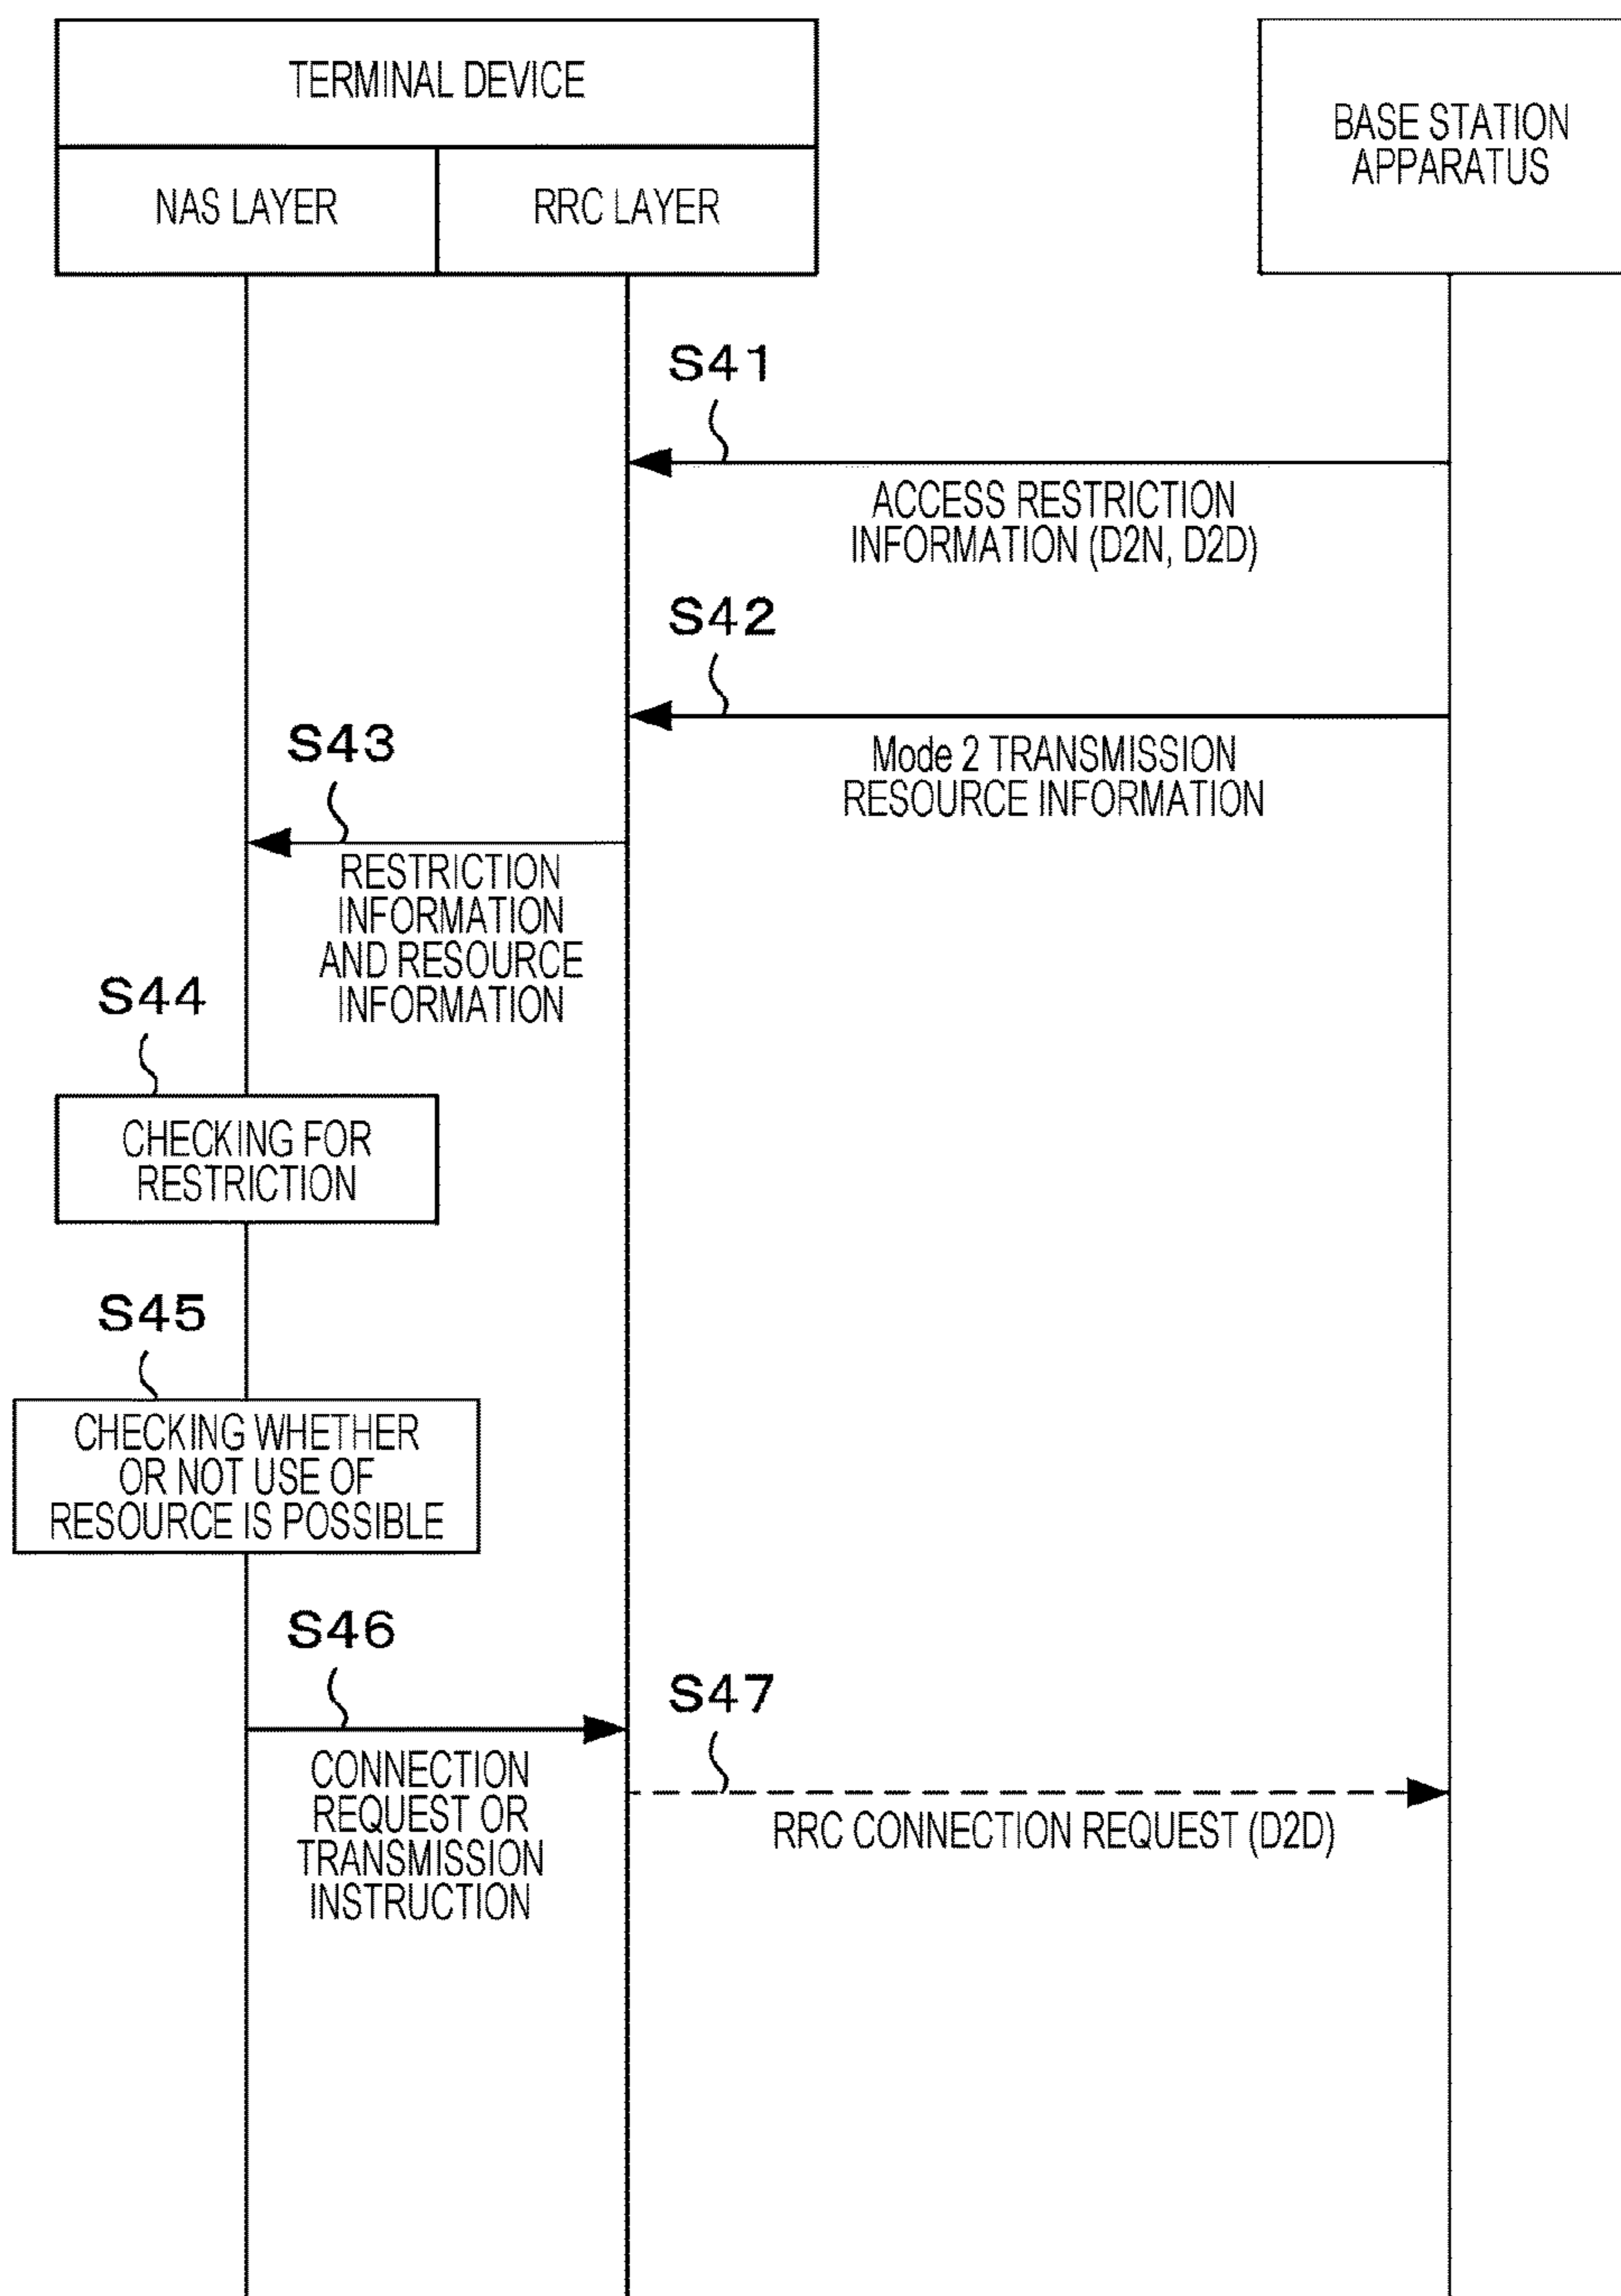 TERMINAL DEVICE
NAS LAYER
RRC LAYER
BASE STATION
APPARATUS
S41
ACCESS RESTRICTION
INFORMATION (D2N, D2D)
S42
Mode 2 TRANSMISSION
RESOURCE INFORMATION
S43
RESTRICTION
INFORMATION
AND RESOURCE
INFORMATION
S44
CHECKING FOR
RESTRICTION
S45
CHECKING WHETHER
OR NOT USE OF
RESOURCE IS POSSIBLE
S46
CONNECTION
REQUEST OR
TRANSMISSION
INSTRUCTION
S47
RRC CONNECTION REQUEST (D2D)